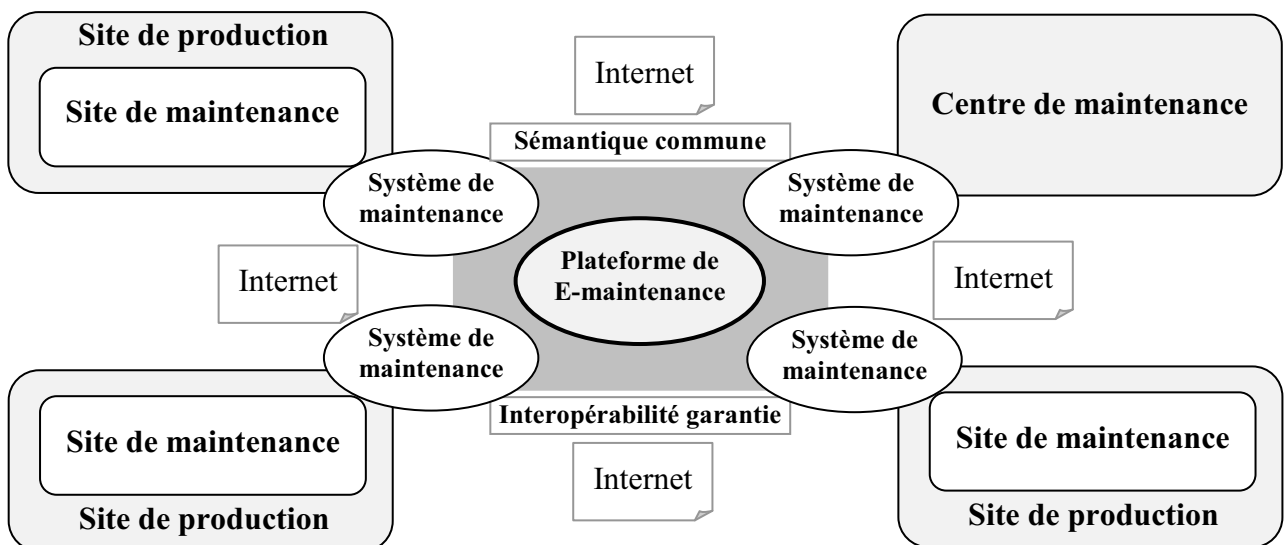 Site de production
Site de maintenance
Internet
Centre de maintenance
Sémantique commune
Système de
maintenance
Système de
maintenance
Internet
Plateforme de
E-maintenance
Internet
Système de
maintenance
Système de
maintenance
Interopérabilité garantie
Site de maintenance
Site de production
Internet
Site de maintenance
Site de production